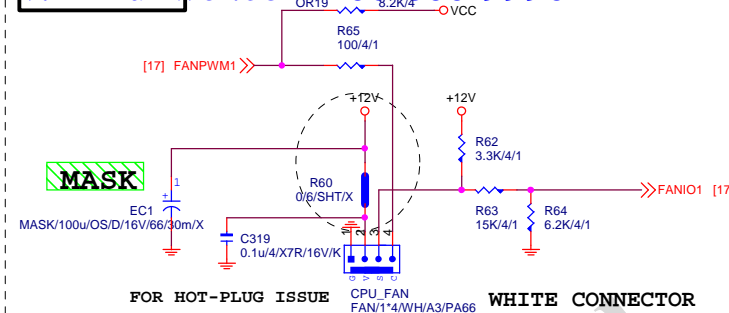 OR19 8.2K/4
VCC
R65
100/4/1
[17] FANPWM1
+12V
+12V
R62
3.3K/4/1
MASK
1
+
R60
0/6/SHT/X
FANIO1 [17
EC1
MASK/100u/OS/D/16V/66/30m/X
R63
15K/4/1
R64
6.2K/4/1
C319
0.1u/4/X7R/16V/K
1 2 3 4
G V S C
FOR HOT-PLUG ISSUE
CPU_FAN
FAN/1*4/WH/A3/PA66
WHITE CONNECTOR